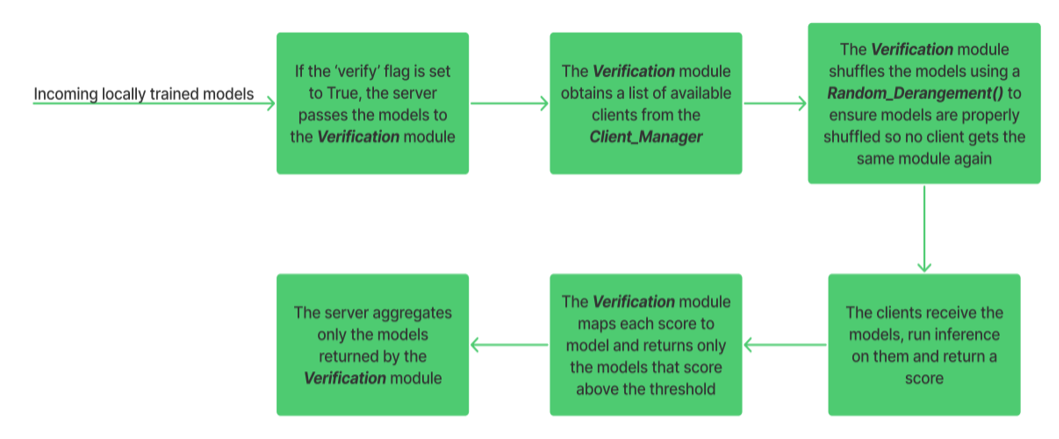 Incoming locally trained models
If the ‘verify’ flag is set
to True, the server
passes the models to
the Verification module
The Verification module
obtains a list of available
clients from the
Client_Manager
The Verification module
shuffles the models using a
Random_Derangement() to
ensure models are properly
shuffled so no client gets the
same module again
The clients receive the
models, run inference
on them and return a
score
The Verification module
maps each score to
model and returns only
the models that score
above the threshold
The server aggregates
only the models
returned by the
Verification module